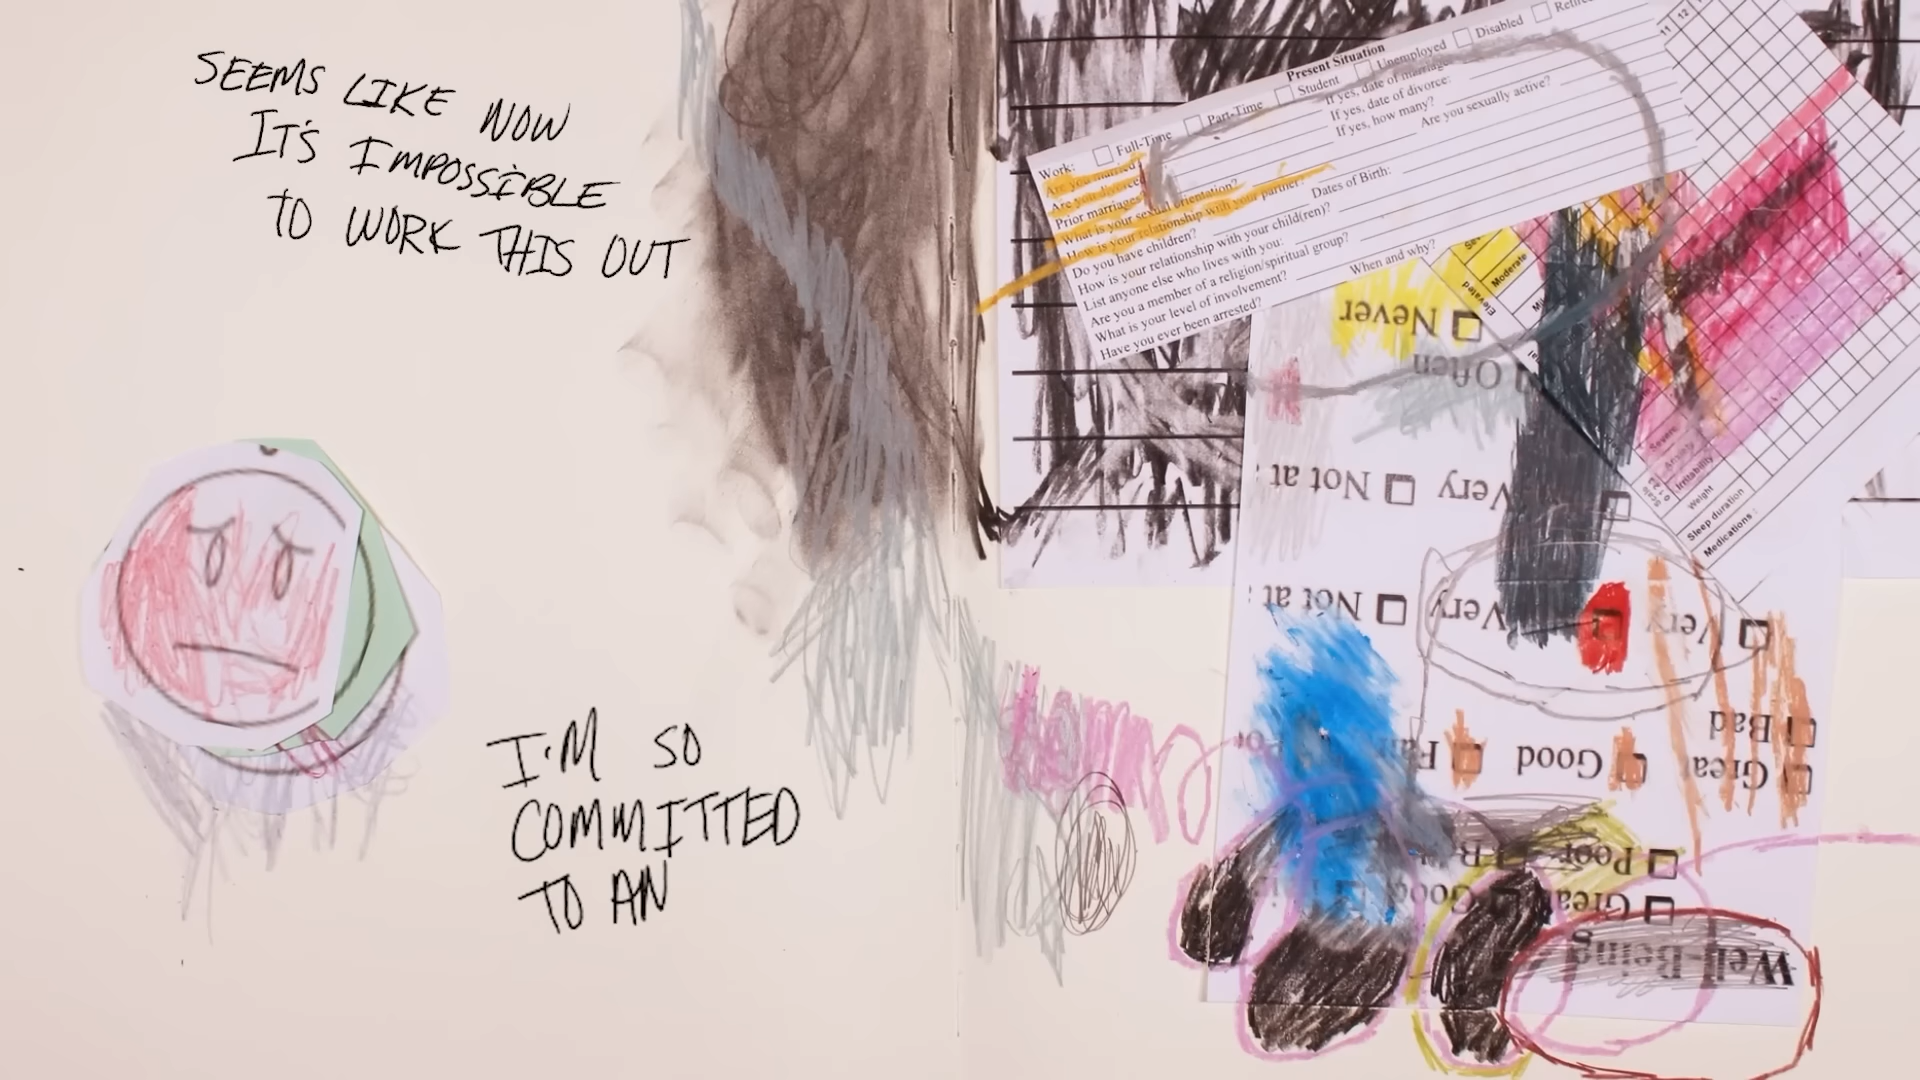 SEEMS LIKE NOW
IT'S IMPOSSIBLE
TO WORK THIS OUT
I'M SO
COMMITTED
TO AN
Present Situation
Work: Full-Time Part-Time Student Unemployed Disabled
Are you married If yes, date of marriage
Are you divorced If yes, date of divorce:
Prior marriages If yes, how many?
What is your sexual orientation? Are you sexually active?
How is your relationship with your partner?
Do you have children? Dates of Birth:
How is your relationship with your child(ren)?
List anyone else who lives with you:
Are you a member of a religion/spiritual group?
What is your level of involvement? When and why?
Have you ever been arrested?
11 12
Elevated
Moderate
Severe
Anxiety
Irritability
Weight
Sleep duration
Medications :
Never
Often
Very Not at
Very Very Not at
Bad
Great Good
Poor
Great Good
Well-Being